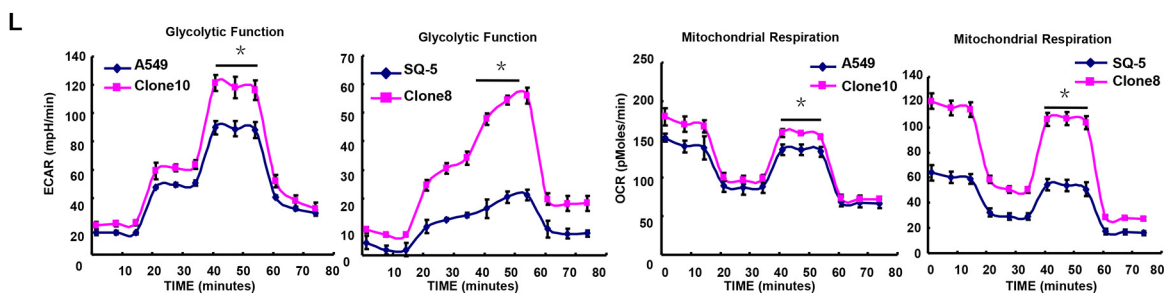 L
Glycolytic Function
*
A549
Clone10
ECAR (mpH/min)
140
120
100
80
60
40
20
0
10 20 30 40 50 60 70 80
TIME (minutes)
Glycolytic Function
*
SQ-5
Clone8
70
60
50
40
30
20
10
0
0 10 20 30 40 50 60 70 80
TIME (minutes)
Mitochondrial Respiration
A549
Clone10
*
OCR (pMoles/min)
250
200
150
100
50
0
0 10 20 30 40 50 60 70 80
TIME (minutes)
Mitochondrial Respiration
SQ-5
Clone8
*
140
120
100
80
60
40
20
0
0 10 20 30 40 50 60 70 80
TIME (minutes)